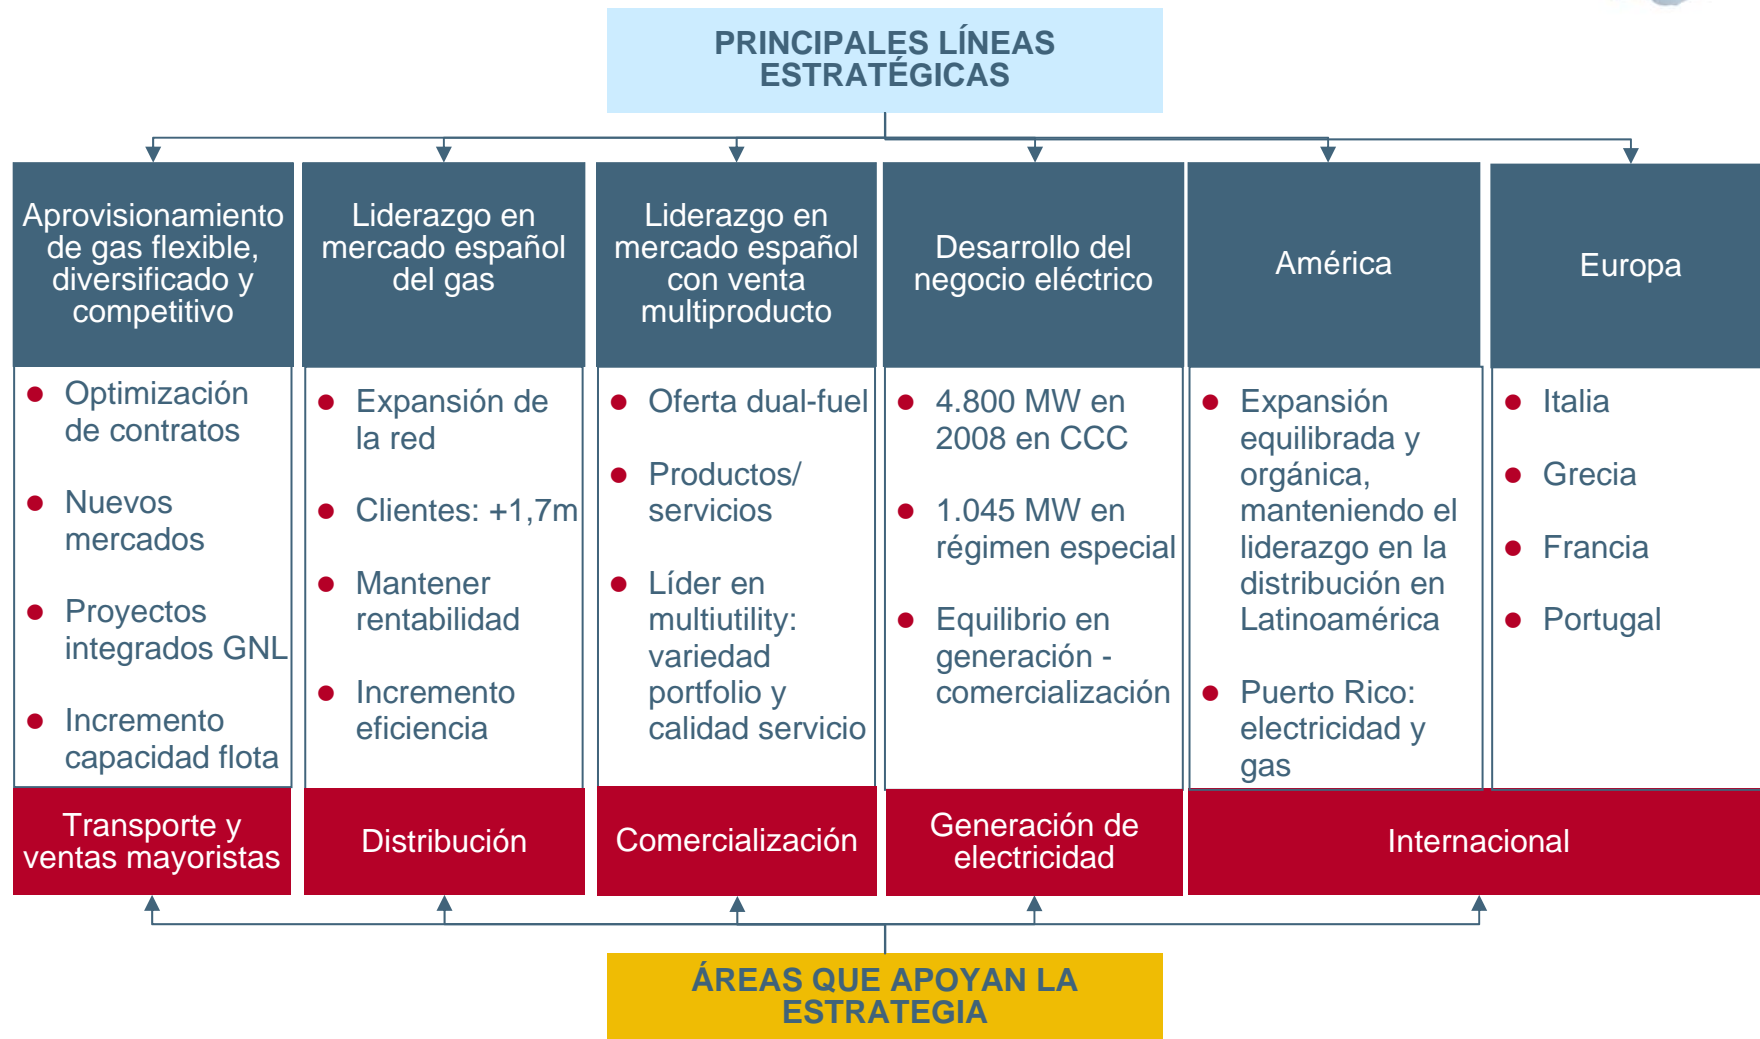 PRINCIPALES LÍNEAS
ESTRATÉGICAS
Aprovisionamiento
de gas flexible,
diversificado y
competitivo
Liderazgo en
mercado español
del gas
Liderazgo en
mercado español
con venta
multiproducto
Desarrollo del
negocio eléctrico
América
Europa
Optimización
de contratos
Nuevos
mercados
Proyectos
integrados GNL
Incremento
capacidad flota
Expansión de
la red
Clientes: +1,7m
Mantener
rentabilidad
Incremento
eficiencia
Oferta dual-fuel
Productos/
servicios
Líder en
multiutility:
variedad
portfolio y
calidad servicio
4.800 MW en
2008 en CCC
1.045 MW en
régimen especial
Equilibrio en
generación -
comercialización
Expansión
equilibrada y
orgánica,
manteniendo el
liderazgo en la
distribución en
Latinoamérica
Puerto Rico:
electricidad y
gas
Italia
Grecia
Francia
Portugal
Transporte y
ventas mayoristas
Distribución
Comercialización
Generación de
electricidad
Internacional
ÁREAS QUE APOYAN LA
ESTRATEGIA